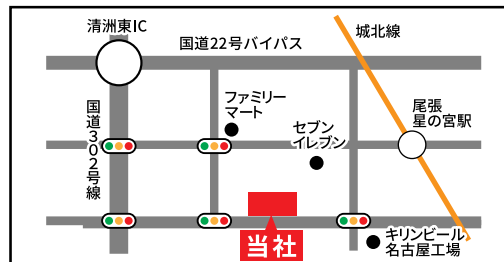 清洲東IC
国道22号バイパス
城北線
国道302号線
ファミリー
マート
セブン
イレブン
尾張
星の宮駅
当社
キリンビール
名古屋工場